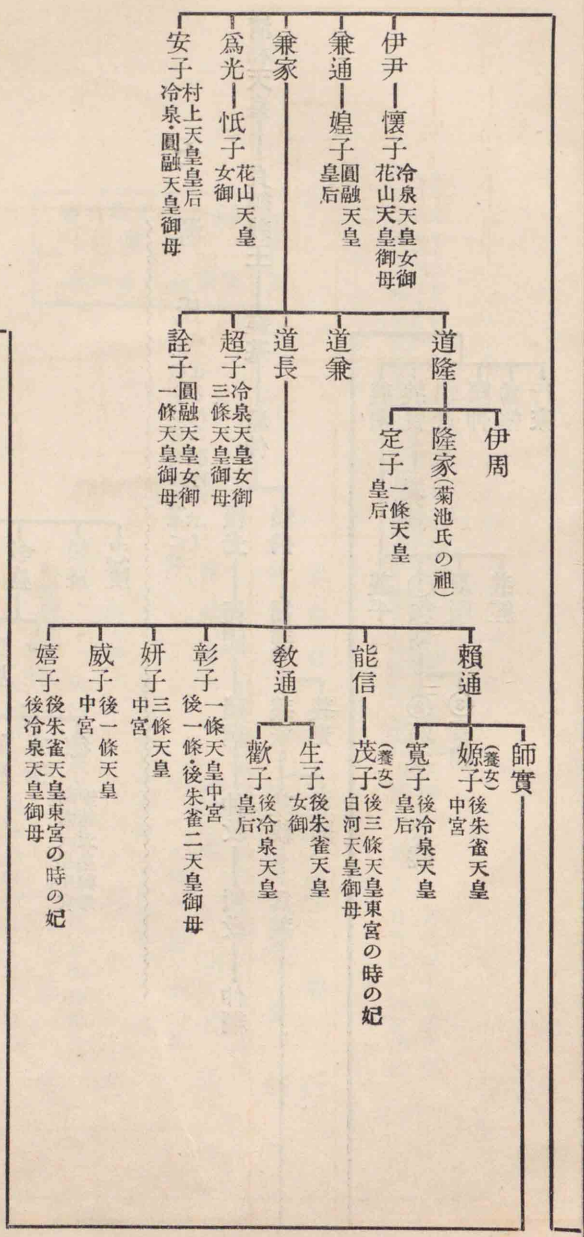 伊尹
懷子
冷泉天皇女御
花山天皇御母
兼通
媓子
圓融天皇
皇后
兼家
爲光
忯子
花山天皇
女御
安子
村上天皇皇后
冷泉・圓融天皇御母
道隆
伊周
隆家(菊池氏の祖)
定子
一條天皇
皇后
道兼
道長
超子
冷泉天皇女御
三條天皇御母
詮子
圓融天皇女御
一條天皇御母
賴通
師實
(養女)
嫄子
後朱雀天皇
中宮
寬子
後冷泉天皇
皇后
能信
(養女)
茂子
後三條天皇東宮の時の妃
白河天皇御母
敎通
生子
後朱雀天皇
女御
歡子
後冷泉天皇
皇后
彰子
一條天皇中宮
後一條・後朱雀二天皇御母
妍子
三條天皇
中宮
威子
後一條天皇
中宮
嬉子
後朱雀天皇東宮の時の妃
後冷泉天皇御母